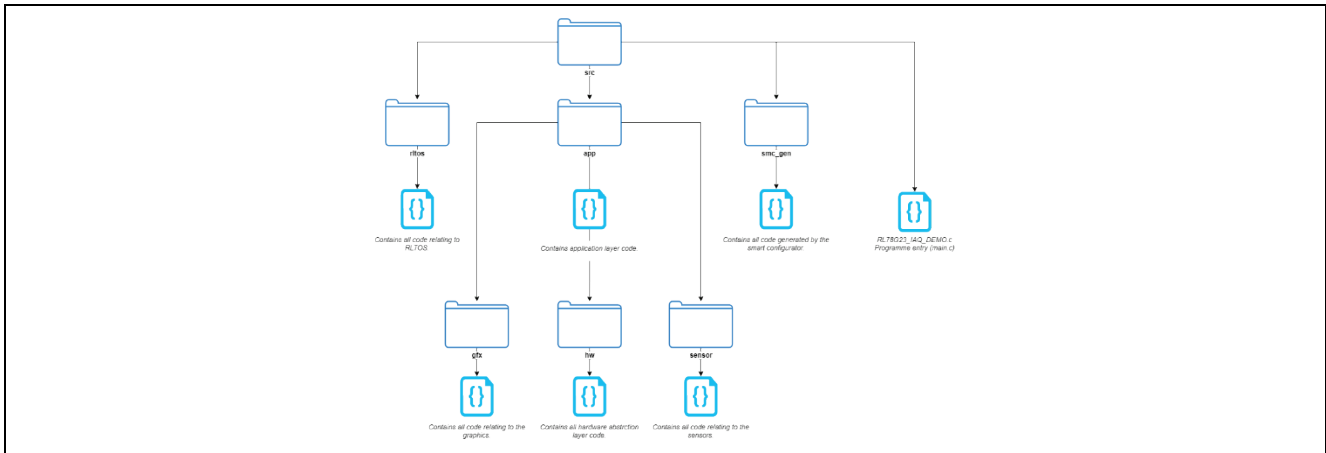 src
rltos
app
smc_gen
Contains all code relating to
RLTOS
Contains application layer code
Contains all code generated by the
smart configurator
RL78G23_IAQ_DEMO.c
Programme entry (main.c)
gfx
hw
sensor
Contains all code relating to the
graphics
Contains all hardware abstrction
layer code
Contains all code relating to the
sensors